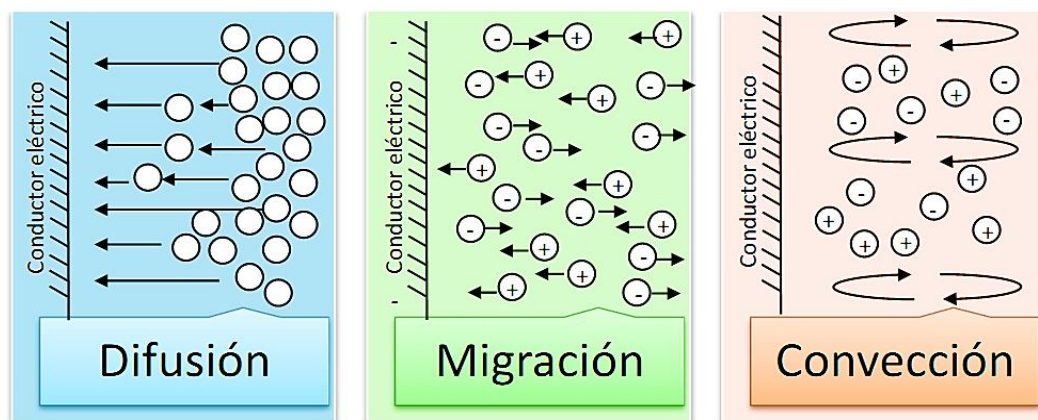 Conductor eléctrico
Difusión
Conductor eléctrico
- -
- + +
- + + -
- - -
+ - + - +
- + + -
- + + -
Migración
Conductor eléctrico
- + - + - + -
- + - + + + - +
Convección